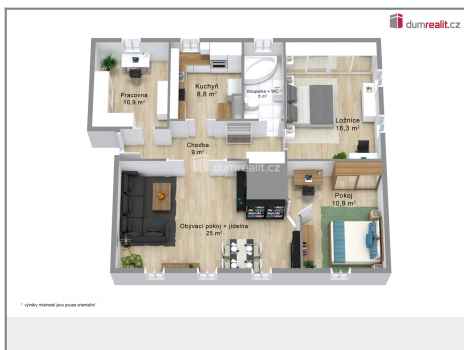 dumrealit.cz
Pracovna
10,9 m²
Kuchyň
8,8 m²
Koupelna + WC
5 m²
Ložnice
16,3 m²
Chodba
9 m²
dumrealit.cz
Pokoj
10,9 m²
Obývací pokoj + jídelna
25 m²
* výměry místností jsou pouze orientační